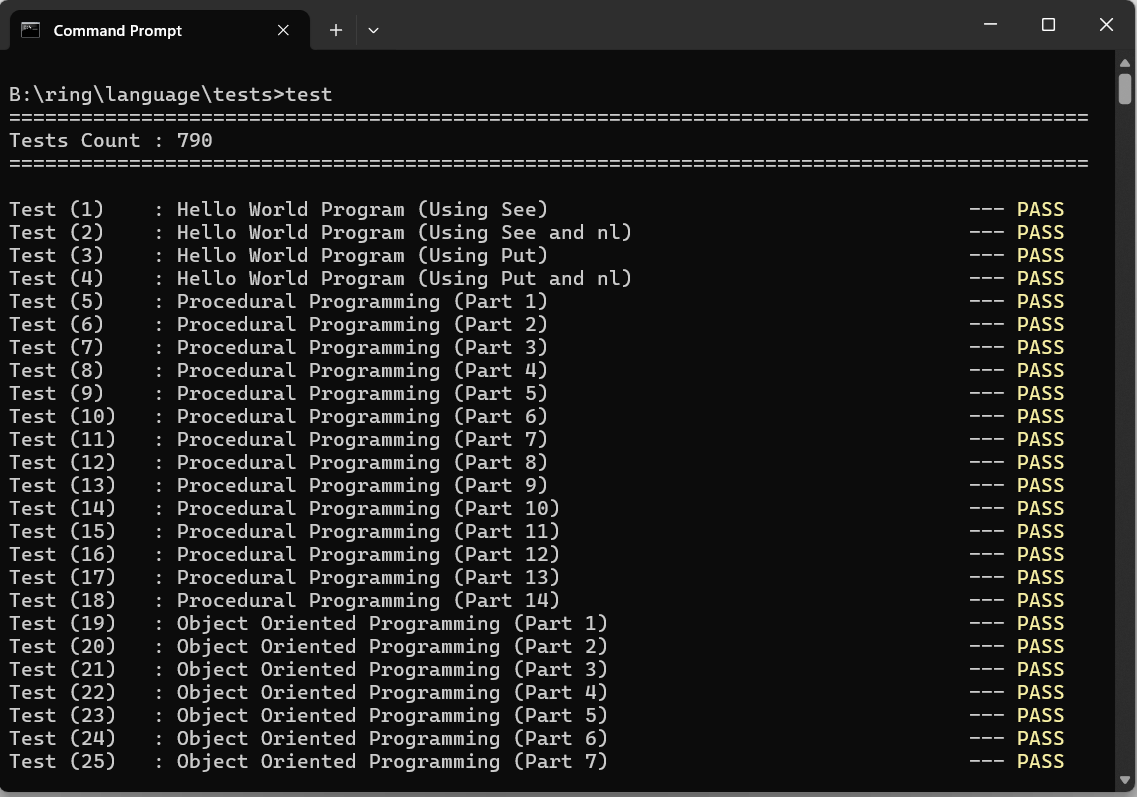 Command Prompt
B:\ring\language\tests>test
==========================================================================================
Tests Count : 790
==========================================================================================
Test (1)    : Hello World Program (Using See)                                   --- PASS
Test (2)    : Hello World Program (Using See and nl)                            --- PASS
Test (3)    : Hello World Program (Using Put)                                   --- PASS
Test (4)    : Hello World Program (Using Put and nl)                            --- PASS
Test (5)    : Procedural Programming (Part 1)                                   --- PASS
Test (6)    : Procedural Programming (Part 2)                                   --- PASS
Test (7)    : Procedural Programming (Part 3)                                   --- PASS
Test (8)    : Procedural Programming (Part 4)                                   --- PASS
Test (9)    : Procedural Programming (Part 5)                                   --- PASS
Test (10)   : Procedural Programming (Part 6)                                   --- PASS
Test (11)   : Procedural Programming (Part 7)                                   --- PASS
Test (12)   : Procedural Programming (Part 8)                                   --- PASS
Test (13)   : Procedural Programming (Part 9)                                   --- PASS
Test (14)   : Procedural Programming (Part 10)                                  --- PASS
Test (15)   : Procedural Programming (Part 11)                                  --- PASS
Test (16)   : Procedural Programming (Part 12)                                  --- PASS
Test (17)   : Procedural Programming (Part 13)                                  --- PASS
Test (18)   : Procedural Programming (Part 14)                                  --- PASS
Test (19)   : Object Oriented Programming (Part 1)                              --- PASS
Test (20)   : Object Oriented Programming (Part 2)                              --- PASS
Test (21)   : Object Oriented Programming (Part 3)                              --- PASS
Test (22)   : Object Oriented Programming (Part 4)                              --- PASS
Test (23)   : Object Oriented Programming (Part 5)                              --- PASS
Test (24)   : Object Oriented Programming (Part 6)                              --- PASS
Test (25)   : Object Oriented Programming (Part 7)                              --- PASS